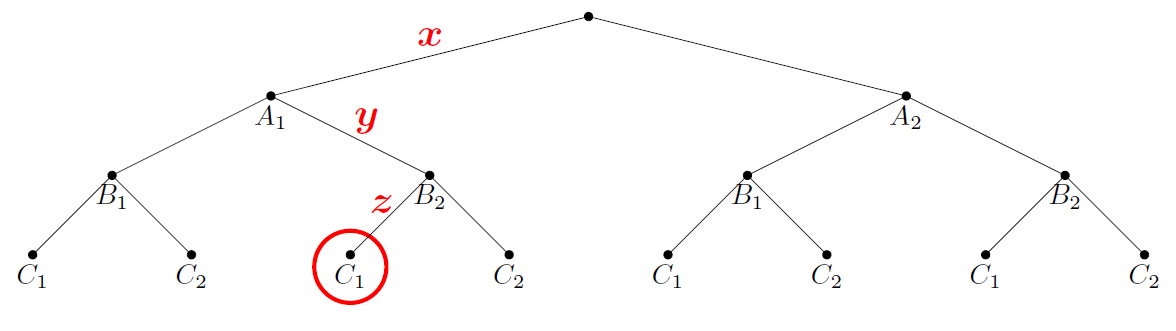 x
A₁ y A₂
B₁ z B₂ B₁ B₂
C₁ C₂ C₁ C₂ C₁ C₂ C₁ C₂